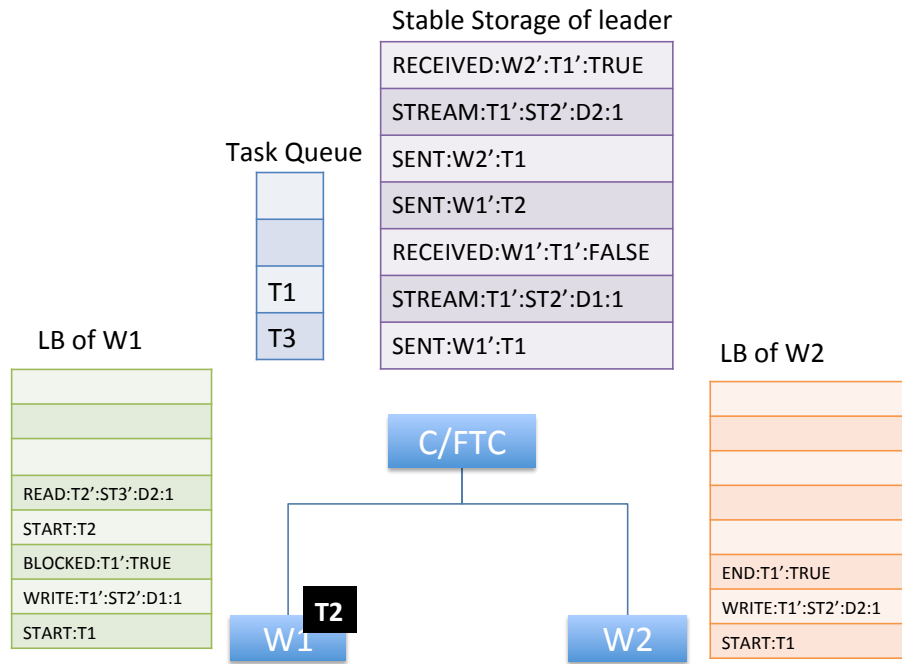 Stable Storage of leader
RECEIVED:W2':T1':TRUE
STREAM:T1':ST2':D2:1
SENT:W2':T1
SENT:W1':T2
RECEIVED:W1':T1':FALSE
STREAM:T1':ST2':D1:1
SENT:W1':T1
Task Queue
T1
T3
LB of W1
READ:T2':ST3':D2:1
START:T2
BLOCKED:T1':TRUE
WRITE:T1':ST2':D1:1
START:T1
C/FTC
T2
W1
W2
LB of W2
END:T1':TRUE
WRITE:T1':ST2':D2:1
START:T1